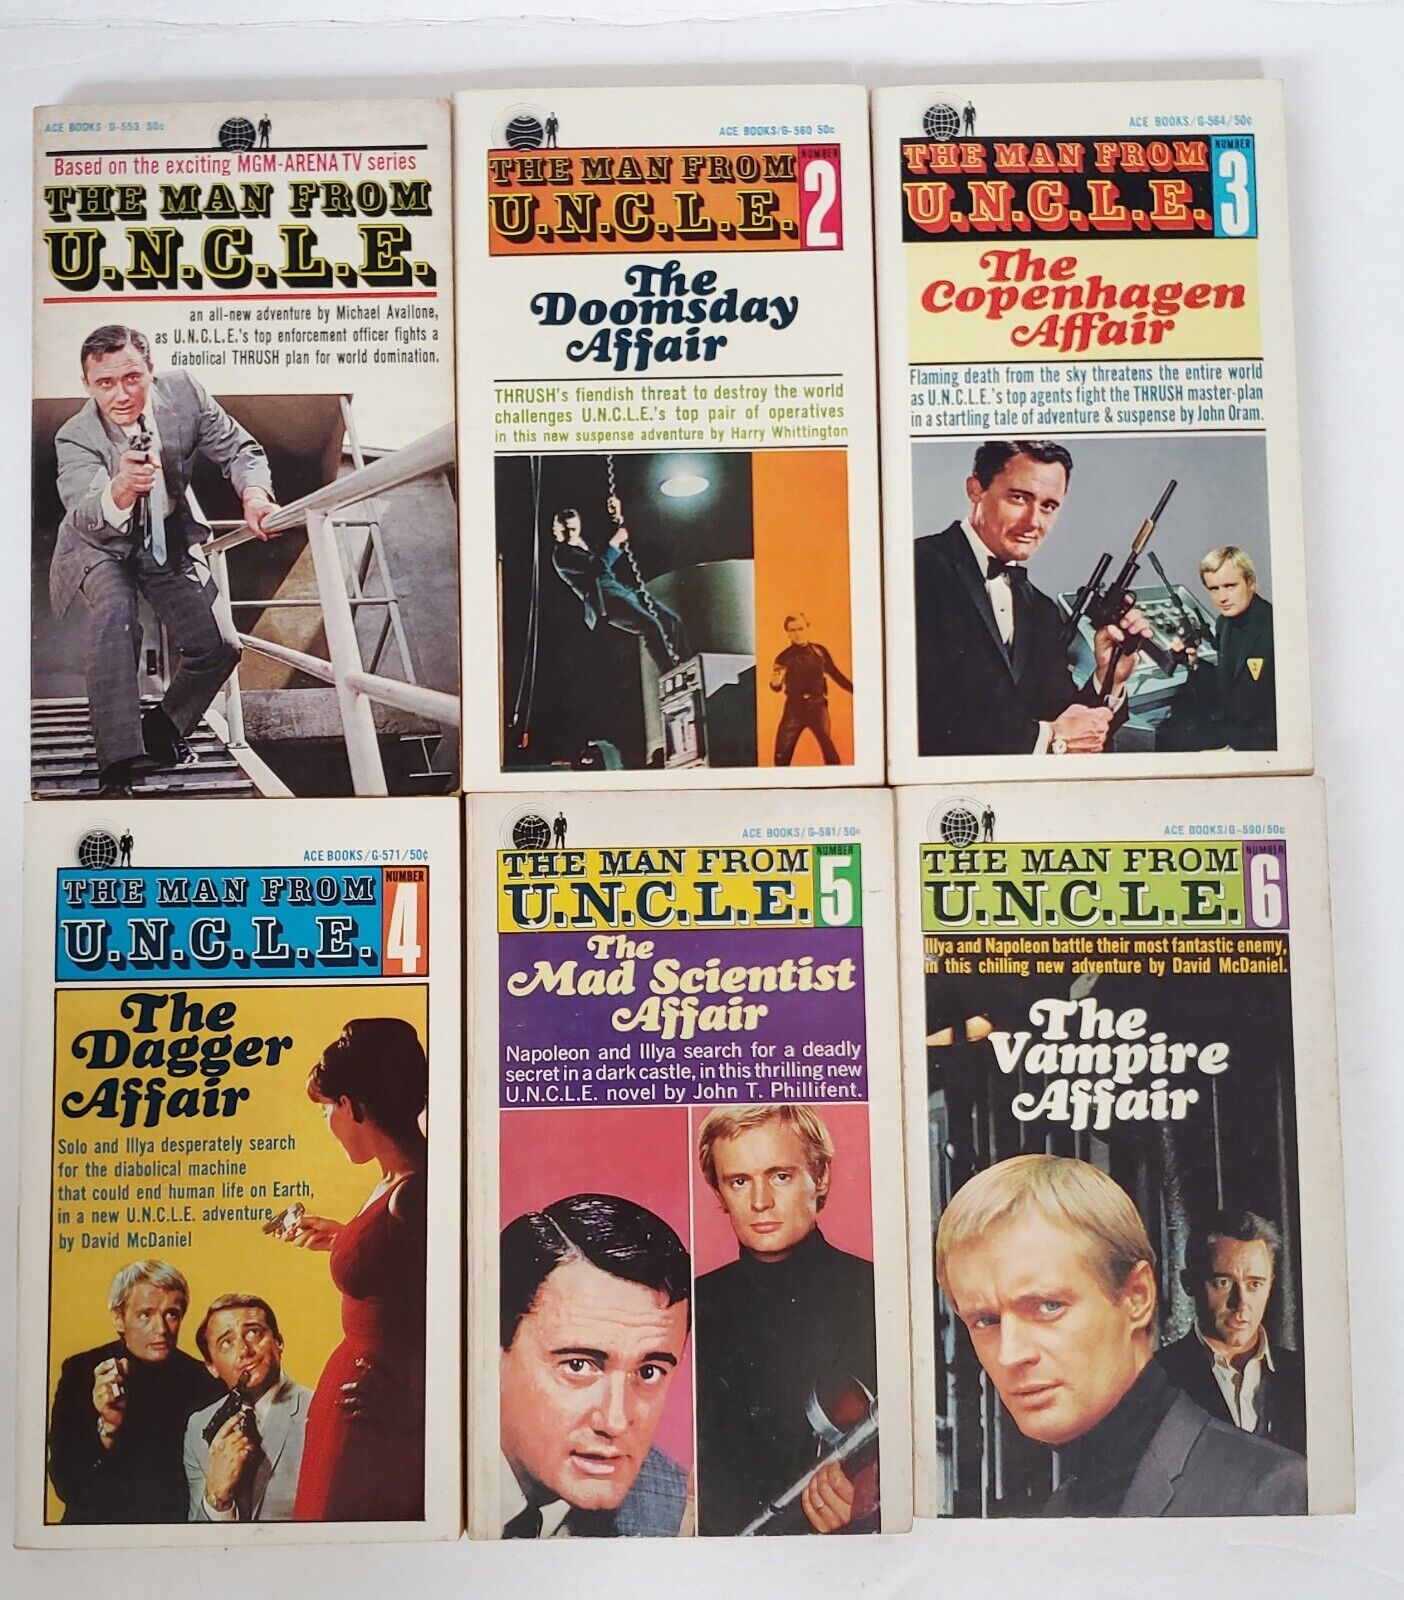 ACE BOOKS G-553 50c
Based on the exciting MGM-ARENA TV series
THE MAN FROM
U.N.C.L.E.
an all-new adventure by Michael Avallone,
as U.N.C.L.E.'s top enforcement officer fights a
diabolical THRUSH plan for world domination.
ACE BOOKS/G-560 50c
THE MAN FROM
U.N.C.L.E.
NUMBER
2
The
Doomsday
Affair
THRUSH's fiendish threat to destroy the world
challenges U.N.C.L.E.'s top pair of operatives
in this new suspense adventure by Harry Whittington
ACE BOOKS/G-564/50¢
THE MAN FROM
U.N.C.L.E.
NUMBER
3
The
Copenhagen
Affair
Flaming death from the sky threatens the entire world
as U.N.C.L.E.'s top agents fight the THRUSH master-plan
in a startling tale of adventure & suspense by John Oram.
ACE BOOKS/G-571/50¢
THE MAN FROM
U.N.C.L.E.
NUMBER
4
The
Dagger
Affair
Solo and Illya desperately search
for the diabolical machine
that could end human life on Earth,
in a new U.N.C.L.E. adventure
by David McDaniel
ACE BOOKS/G-581/50¢
THE MAN FROM
U.N.C.L.E.
NUMBER
5
The
Mad Scientist
Affair
Napoleon and Illya search for a deadly
secret in a dark castle, in this thrilling new
U.N.C.L.E. novel by John T. Phillifent.
ACE BOOKS/G-590/50¢
THE MAN FROM
U.N.C.L.E.
NUMBER
6
Illya and Napoleon battle their most fantastic enemy,
in this chilling new adventure by David McDaniel.
The
Vampire
Affair